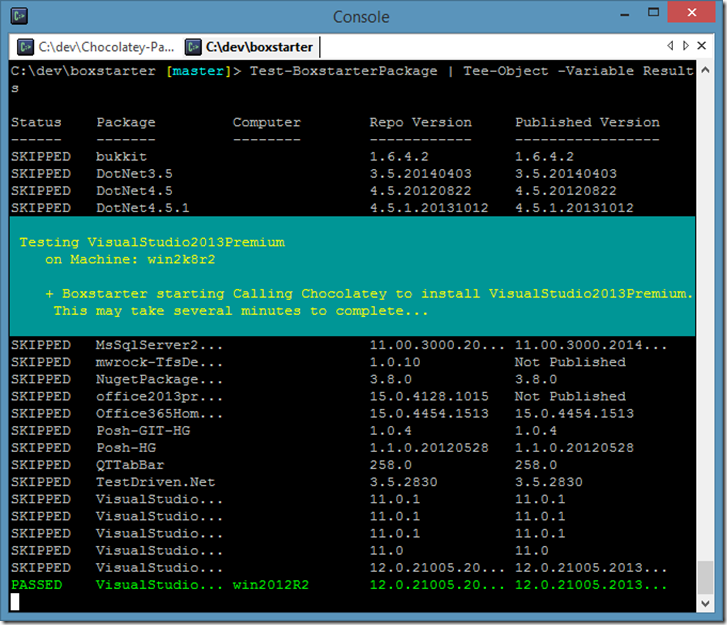 Console
C:\dev\Chocolatey-Pa... C:\dev\boxstarter
C:\dev\boxstarter [master]> Test-BoxstarterPackage | Tee-Object -Variable Result
s
Status Package Computer Repo Version Published Version
------ ------- -------- ------------ -----------------
SKIPPED bukkit 1.6.4.2 1.6.4.2
SKIPPED DotNet3.5 3.5.20140403 3.5.20140403
SKIPPED DotNet4.5 4.5.20120822 4.5.20120822
SKIPPED DotNet4.5.1 4.5.1.20131012 4.5.1.20131012
Testing VisualStudio2013Premium
on Machine: win2k8r2
+ Boxstarter starting Calling Chocolatey to install VisualStudio2013Premium.
This may take several minutes to complete...
SKIPPED MsSqlServer2... 11.00.3000.20... 11.00.3000.2014...
SKIPPED mwrock-TfsDe... 1.0.10 Not Published
SKIPPED NugetPackage... 3.8.0 3.8.0
SKIPPED office2013pr... 15.0.4128.1015 Not Published
SKIPPED Office365Hom... 15.0.4454.1513 15.0.4454.1513
SKIPPED Posh-GIT-HG 1.0.4 1.0.4
SKIPPED Posh-HG 1.1.0.20120528 1.1.0.20120528
SKIPPED QTTabBar 258.0 258.0
SKIPPED TestDriven.Net 3.5.2830 3.5.2830
SKIPPED VisualStudio... 11.0.1 11.0.1
SKIPPED VisualStudio... 11.0.1 11.0.1
SKIPPED VisualStudio... 11.0.1 11.0.1
SKIPPED VisualStudio... 11.0 11.0
SKIPPED VisualStudio... 12.0.21005.20... 12.0.21005.2013...
PASSED VisualStudio... win2012R2 12.0.21005.20... 12.0.21005.2013...